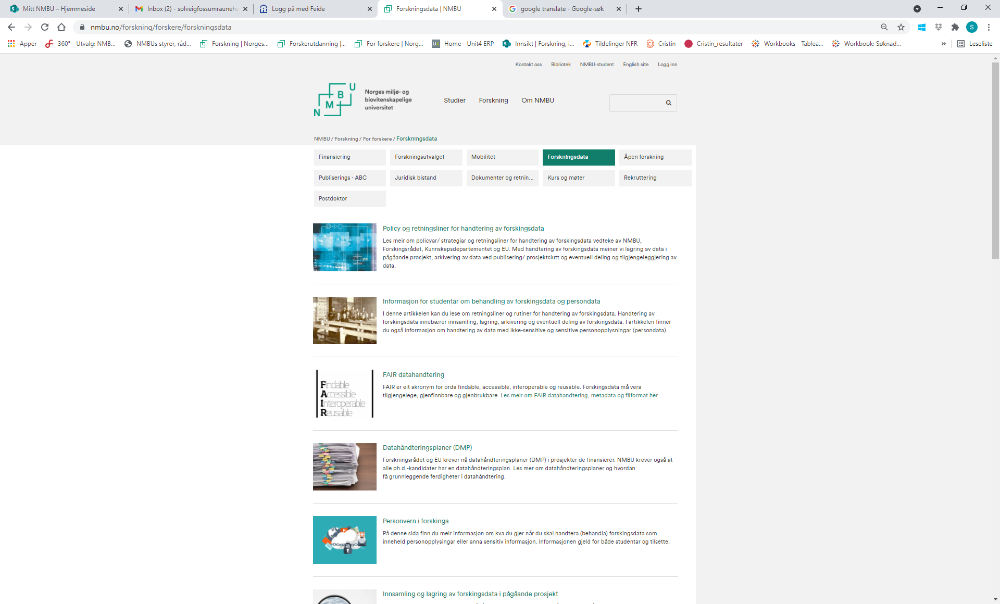 Mitt NMBU – Hjemmeside
Inbox (2) - solveigfossumrauneha
Logg på med Feide
Forskningsdata | NMBU
google translate - Google-søk
nmbu.no/forskning/forskere/forskningsdata
S
Apper
360° - Utvalg: NMB...
NMBUs styrer, råd...
Forskning | Norges...
Forskerutdanning |...
For forskere | Norg...
Home - Unit4 ERP
Innsikt | Forskning, i...
Tildelinger NFR
Cristin
Cristin_resultater
Workbooks - Tablea...
Workbook: Søknad...
»
Leseliste
Kontakt oss
Bibliotek
NMBU-student
English site
Logg inn
N M B U
Norges miljø- og
biovitenskapelige
universitet
Studier
Forskning
Om NMBU
NMBU / Forskning / For forskere / Forskningsdata
Finansiering
Forskningsutvalget
Mobilitet
Forskningsdata
Åpen forskning
Publiserings - ABC
Juridisk bistand
Dokumenter og retnin...
Kurs og møter
Rekruttering
Postdoktor
Policy og retningsliner for handtering av forskingsdata
Les meir om policyar/ strategiar og retningsliner for handtering av forskingsdata vedteke av NMBU,
Forskingsrådet, Kunnskapsdepartementet og EU. Med handtering av forskingsdata meiner vi lagring av data i
pågåande prosjekt, arkivering av data ved publisering/ prosjektslutt og eventuell deling og tilgjengeleggjering av
data.
Informasjon for studentar om behandling av forskingsdata og persondata
I denne artikkelen kan du lese om retningsliner og rutiner for handtering av forskingsdata. Handtering av
forskingsdata innebærer innsamling, lagring, arkivering og eventuell deling av forskingsdata. I artikkelen finner
du også informasjon om handtering av data med ikke-sensitive og sensitive personopplysningar (persondata).
Findable
Accessible
Interoperable
Reusable
FAIR datahandtering
FAIR er eit akronym for orda findable, accessible, interoperable og reusable. Forskingsdata må vera
tilgjengelege, gjenfinnbare og gjenbrukbare. Les meir om FAIR datahandtering, metadata og filformat her.
Datahåndteringsplaner (DMP)
Forskningsrådet og EU krever nå datahåndteringsplaner (DMP) i prosjekter de finansierer. NMBU krever også at
alle ph.d.-kandidater har en datahåndteringsplan. Les mer om datahåndteringsplaner og hvordan
få grunnleggende ferdigheter i datahåndtering.
Personvern i forskinga
På denne sida finn du meir informasjon om kva du gjer når du skal handtera (behandla) forskingsdata som
inneheld personopplysingar eller anna sensitiv informasjon. Informasjonen gjeld for både studentar og tilsette.
Innsamling og lagring av forskingsdata i pågåande prosjekt